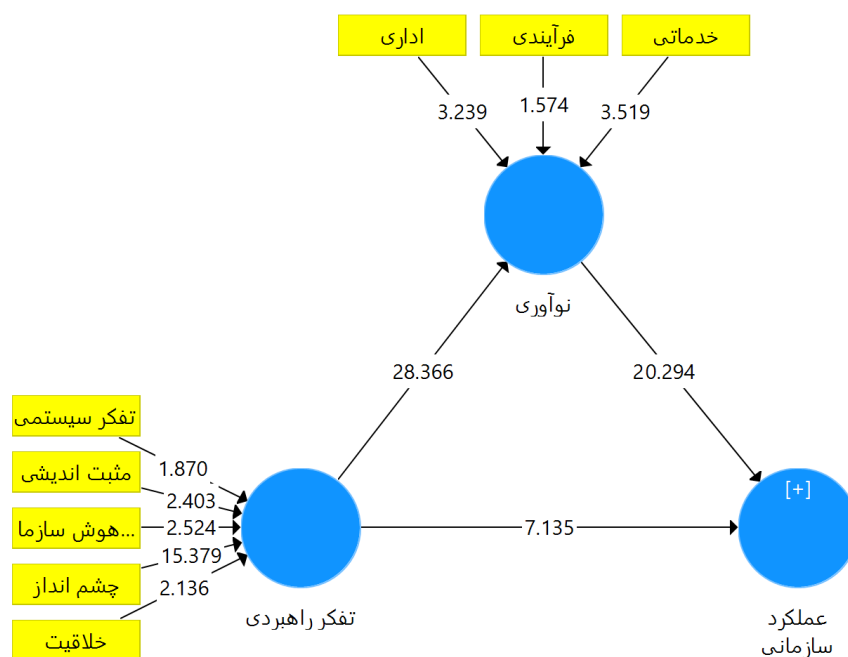 اداری
فرآیندی
خدماتی
3.239
1.574
3.519
نوآوری
28.366
20.294
تفکر سیستمی
1.870
مثبت اندیشی
2.403
هوش سازما...
2.524
چشم انداز
15.379
خلاقیت
2.136
7.135
[+]
تفکر راهبردی
عملکرد
سازمانی